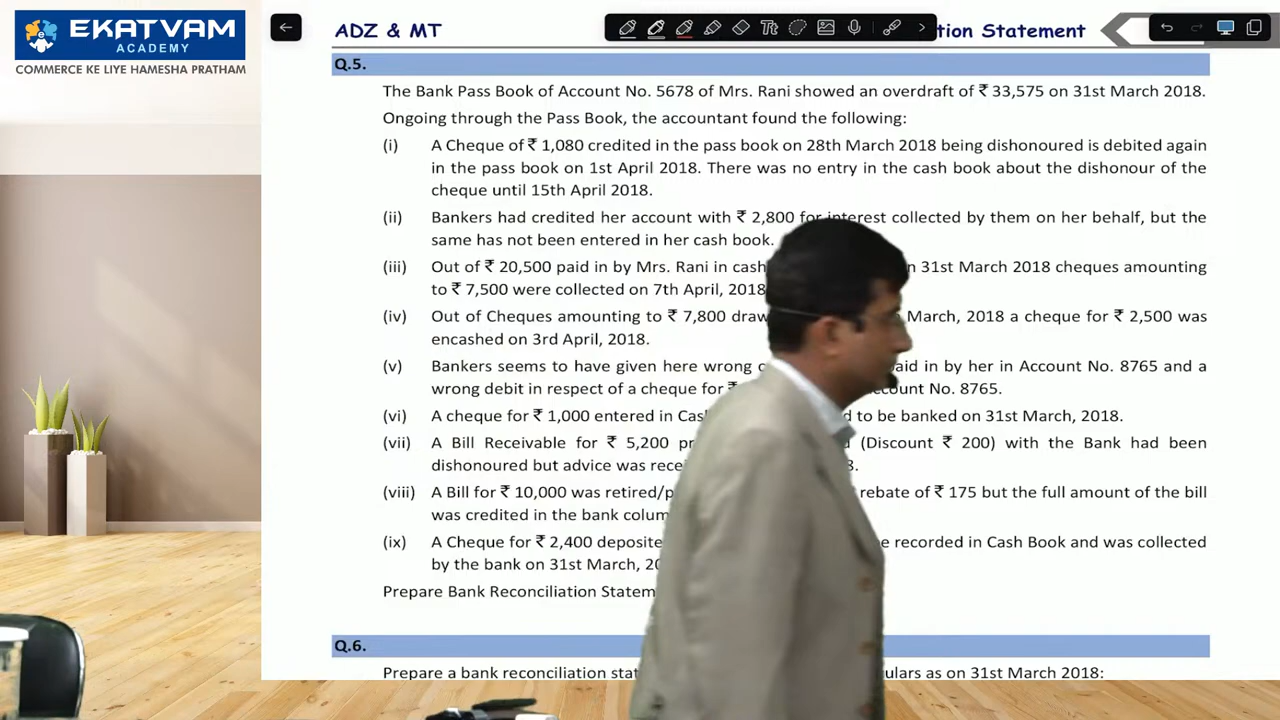 EKATVAM
ACADEMY
COMMERCE KE LIYE HAMESHA PRATHAM
ADZ & MT
tion Statement
Q.5.
The Bank Pass Book of Account No. 5678 of Mrs. Rani showed an overdraft of ₹ 33,575 on 31st March 2018.
Ongoing through the Pass Book, the accountant found the following:
(i) A Cheque of ₹ 1,080 credited in the pass book on 28th March 2018 being dishonoured is debited again
in the pass book on 1st April 2018. There was no entry in the cash book about the dishonour of the
cheque until 15th April 2018.
(ii) Bankers had credited her account with ₹ 2,800 for interest collected by them on her behalf, but the
same has not been entered in her cash book.
(iii) Out of ₹ 20,500 paid in by Mrs. Rani in cash n 31st March 2018 cheques amounting
to ₹ 7,500 were collected on 7th April, 2018
(iv) Out of Cheques amounting to ₹ 7,800 draw March, 2018 a cheque for ₹ 2,500 was
encashed on 3rd April, 2018.
(v) Bankers seems to have given here wrong c aid in by her in Account No. 8765 and a
wrong debit in respect of a cheque for ₹ count No. 8765.
(vi) A cheque for ₹ 1,000 entered in Cas d to be banked on 31st March, 2018.
(vii) A Bill Receivable for ₹ 5,200 pr (Discount ₹ 200) with the Bank had been
dishonoured but advice was recei 8.
(viii) A Bill for ₹ 10,000 was retired/p rebate of ₹ 175 but the full amount of the bill
was credited in the bank colum
(ix) A Cheque for ₹ 2,400 deposite e recorded in Cash Book and was collected
by the bank on 31st March, 20
Prepare Bank Reconciliation Statem
Q.6.
Prepare a bank reconciliation stat ulars as on 31st March 2018: